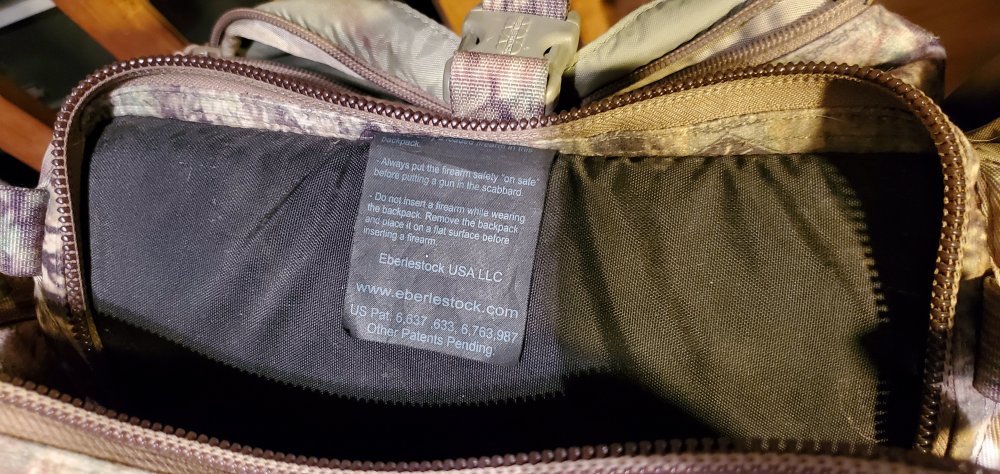 backpack.
- Always put the firearm safety "on safe"
before putting a gun in the scabbard.
- Do not insert a firearm while wearing
the backpack. Remove the backpack
and place it on a flat surface before
inserting a firearm.
Eberlestock USA LLC
www.eberlestock.com
US Pat. 6,637 ,633, 6,763,987
Other Patents Pending.